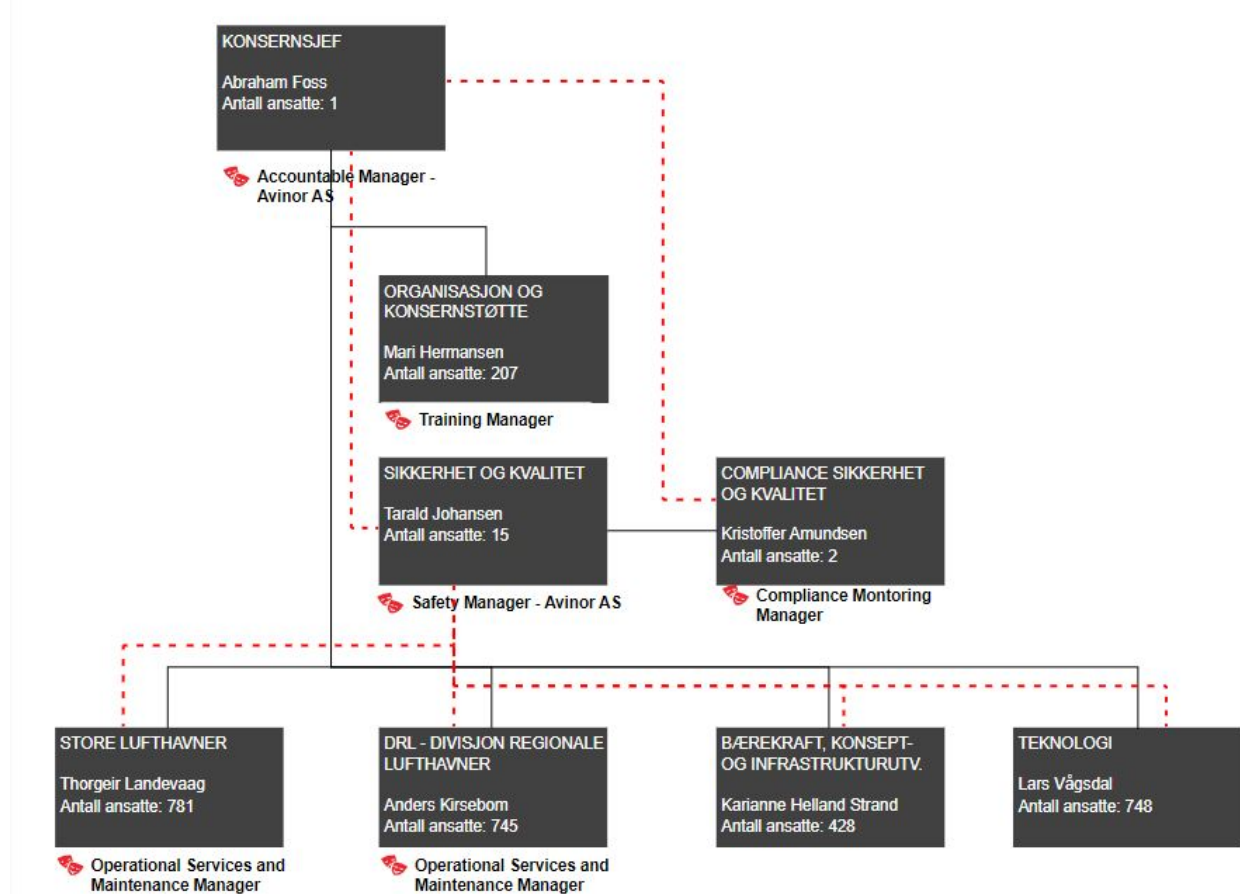 KONSERNSJEF
Abraham Foss
Antall ansatte: 1
Accountable Manager -
Avinor AS
ORGANISASJON OG
KONSERNSTØTTE
Mari Hermansen
Antall ansatte: 207
Training Manager
SIKKERHET OG KVALITET
Tarald Johansen
Antall ansatte: 15
Safety Manager - Avinor AS
COMPLIANCE SIKKERHET
OG KVALITET
Kristoffer Amundsen
Antall ansatte: 2
Compliance Montoring
Manager
STORE LUFTHAVNER
Thorgeir Landevaag
Antall ansatte: 781
Operational Services and
Maintenance Manager
DRL - DIVISJON REGIONALE
LUFTHAVNER
Anders Kirsebom
Antall ansatte: 745
Operational Services and
Maintenance Manager
BÆREKRAFT, KONSEPT-
OG INFRASTRUKTURUTV.
Karianne Helland Strand
Antall ansatte: 428
TEKNOLOGI
Lars Vågsdal
Antall ansatte: 748